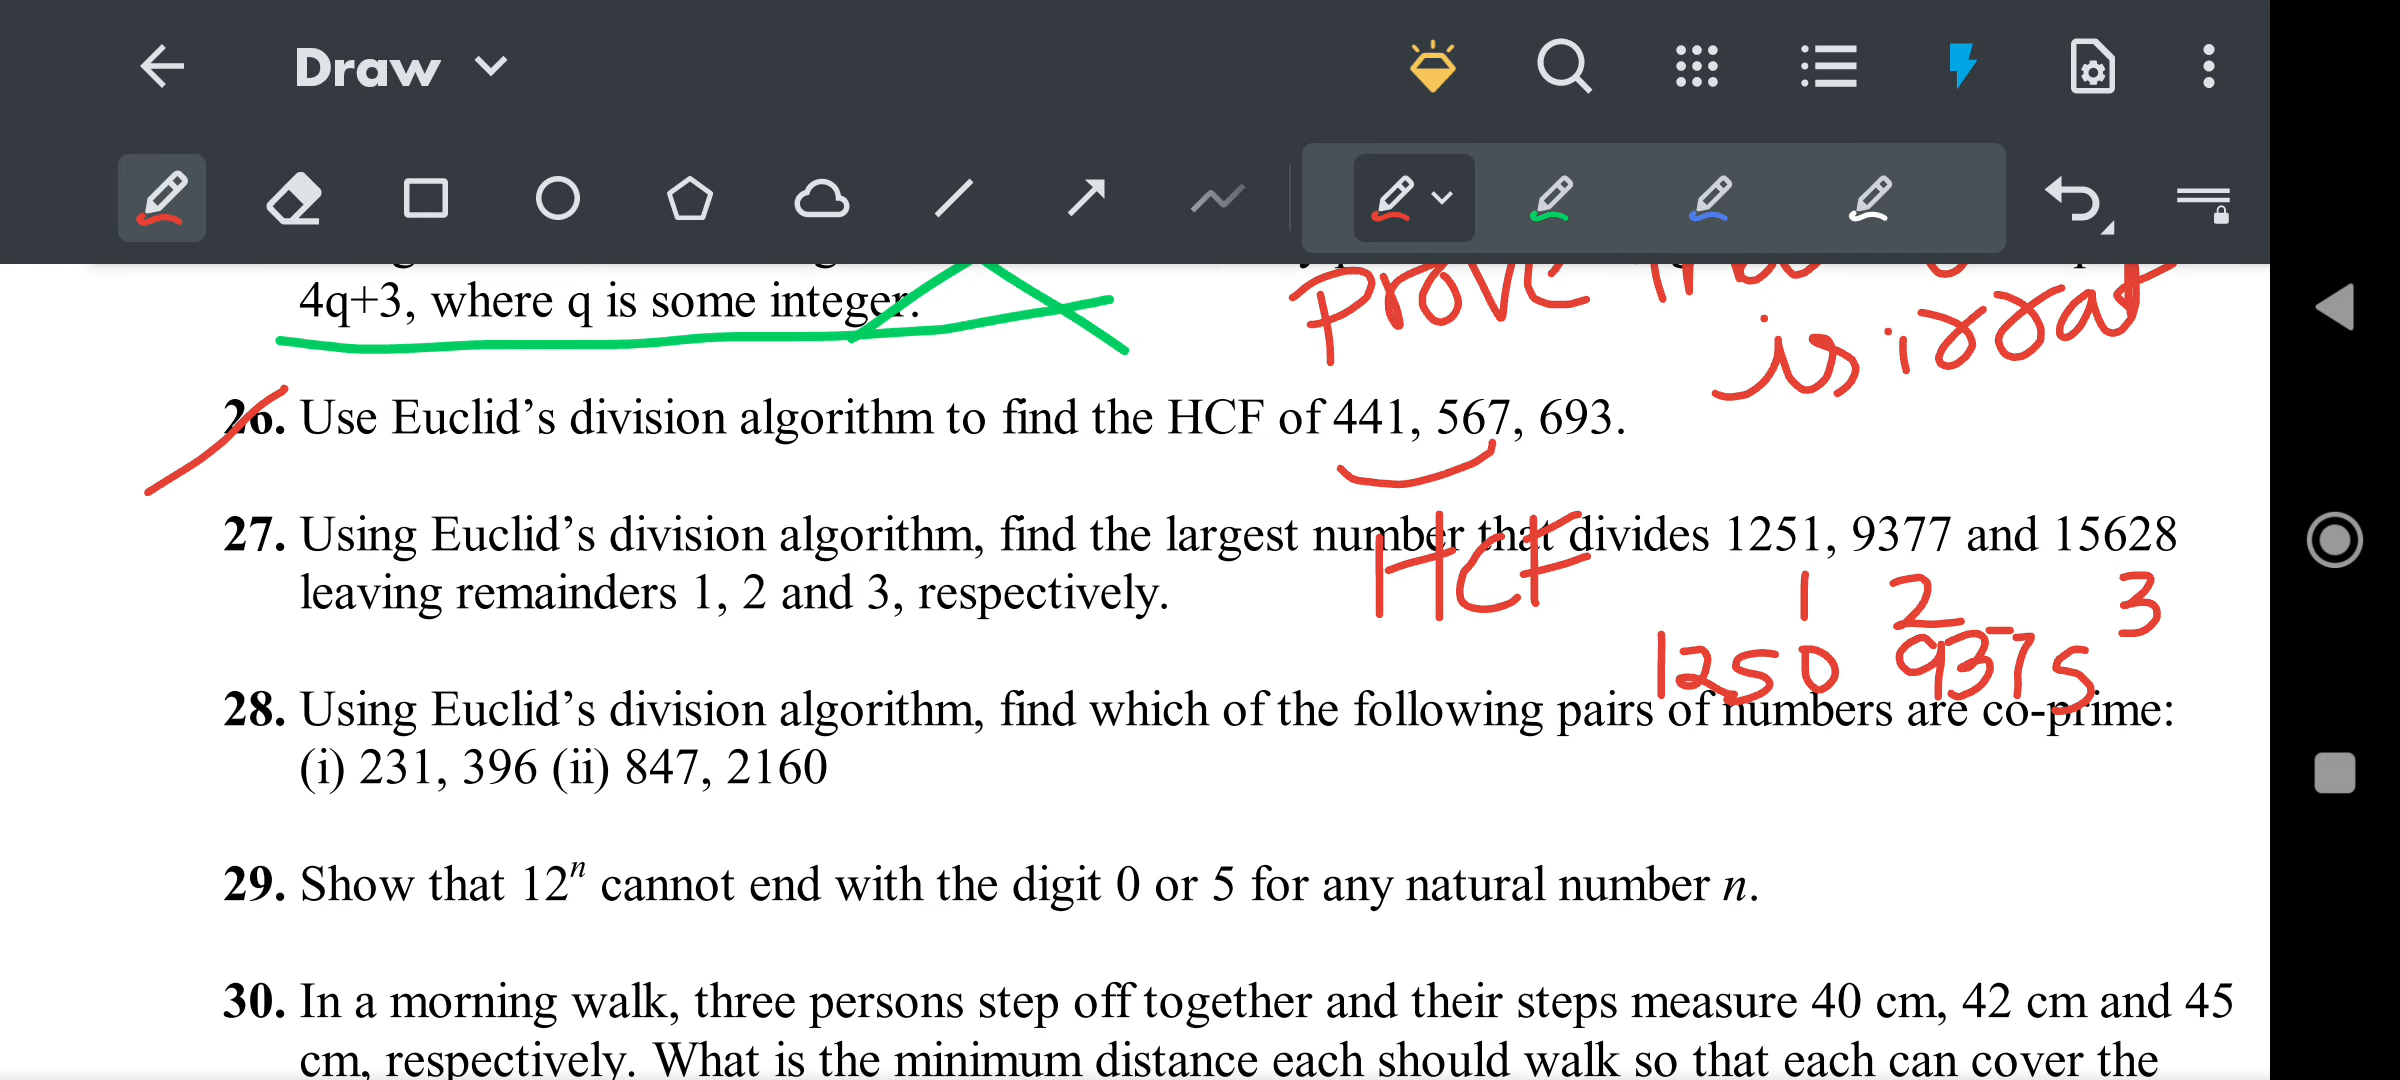 Draw
Prove
4q+3, where q is some integer.
is irrat
26. Use Euclid’s division algorithm to find the HCF of 441, 567, 693.
27. Using Euclid’s division algorithm, find the largest number that divides 1251, 9377 and 15628
HCF
leaving remainders 1, 2 and 3, respectively.
1 2 3
1250 9375
28. Using Euclid’s division algorithm, find which of the following pairs of numbers are co-prime:
(i) 231, 396 (ii) 847, 2160
29. Show that 12ⁿ cannot end with the digit 0 or 5 for any natural number n.
30. In a morning walk, three persons step off together and their steps measure 40 cm, 42 cm and 45
cm, respectively. What is the minimum distance each should walk so that each can cover the